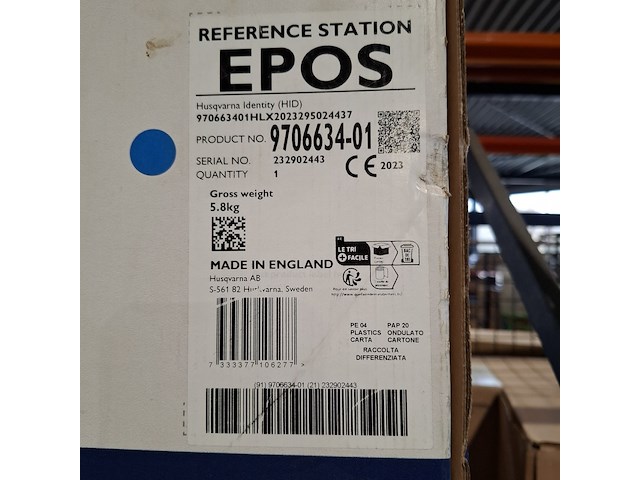 REFERENCE STATION
EPOS
Husqvarna Identity (HID)
970663401HLX2023295024437
PRODUCT NO. 9706634-01
SERIAL NO. 232902443
CE 2023
QUANTITY 1
Gross weight
5.8kg
MADE IN ENGLAND
Husqvarna AB
S-561 82 Sweden
LE TRI
+ FACILE
PE 04 PAP 20
PLASTICS ONDULATO
CARTA CARTONE
RACCOLTA
DIFFERENZIATA
7 333377 106277 >
(91) 9706634-01 (21) 232902443